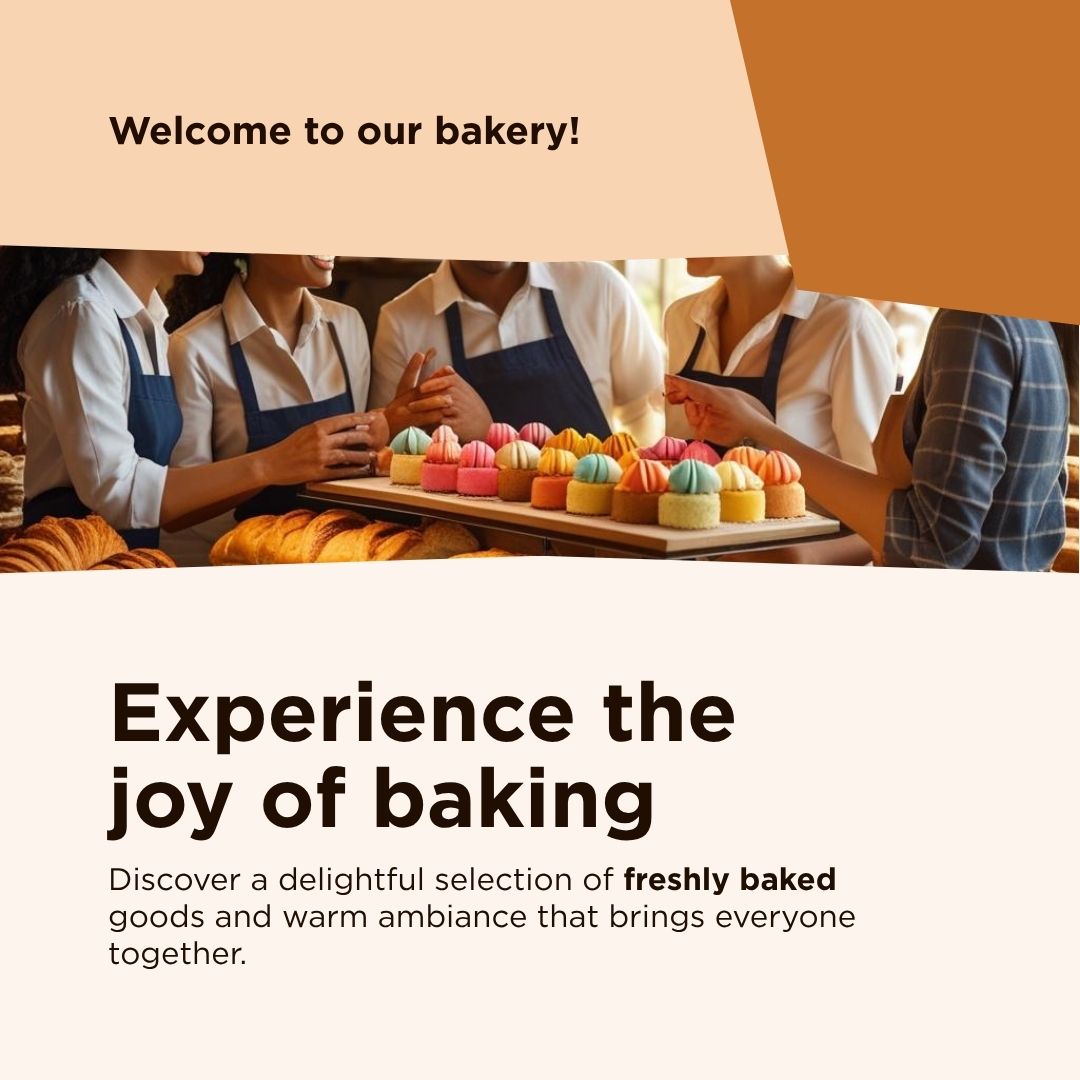 Welcome to our bakery!
Experience the
joy of baking
Discover a delightful selection of freshly baked
goods and warm ambiance that brings everyone
together.